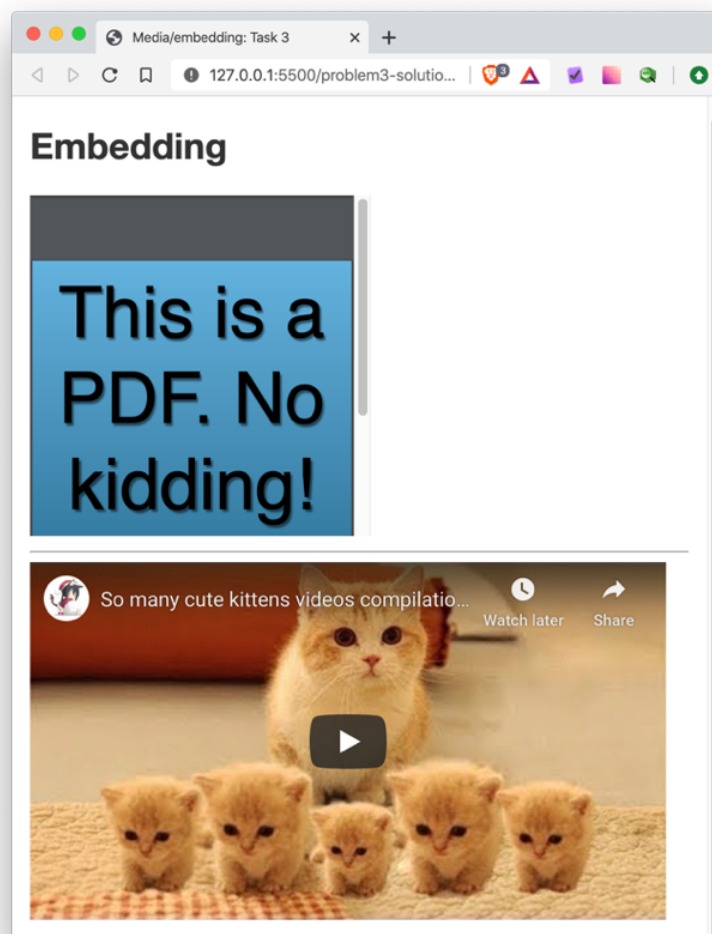 Media/embedding: Task 3
127.0.0.1:5500/problem3-solutio...
3
Embedding
This is a
PDF. No
kidding!
So many cute kittens videos compilatio...
Watch later
Share